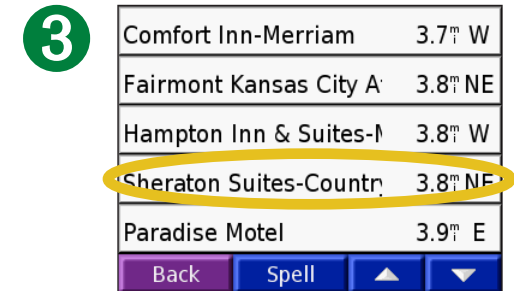 3
Comfort Inn-Merriam 3.7mi W
Fairmont Kansas City A 3.8mi NE
Hampton Inn & Suites-M 3.8mi W
Sheraton Suites-Countr 3.8mi NE
Paradise Motel 3.9mi E
Back Spell